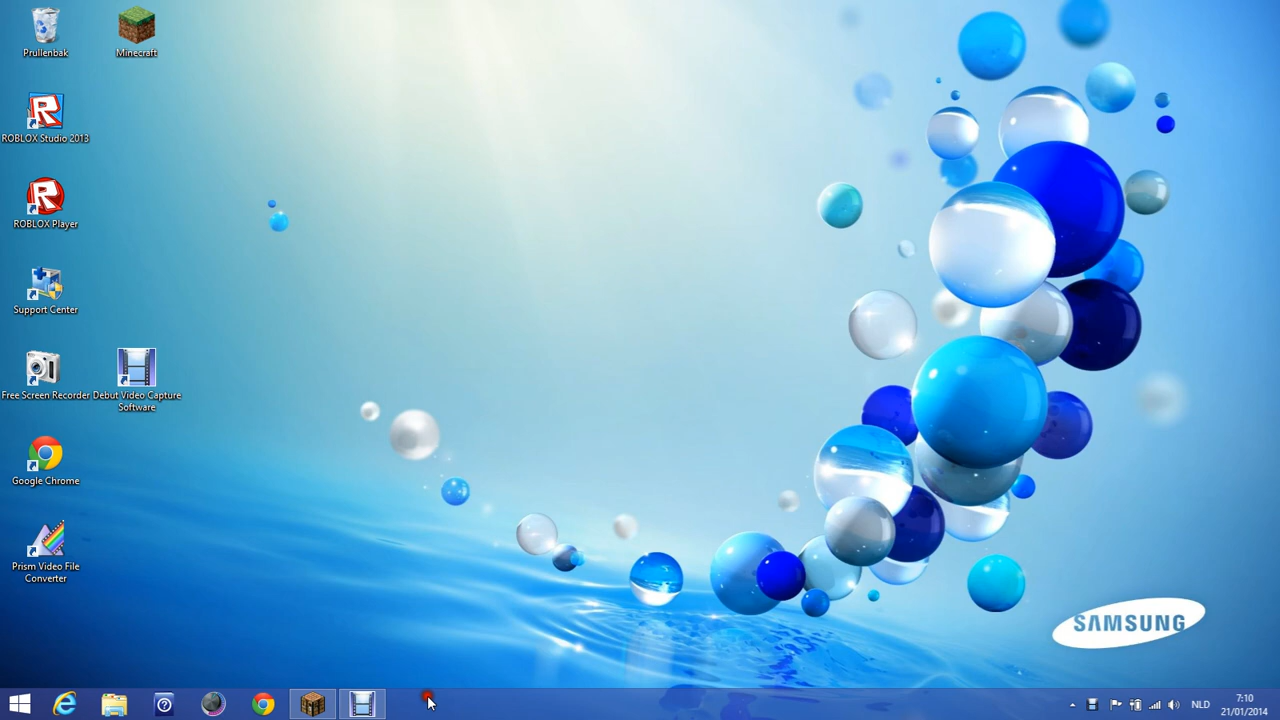 Prullenbak
Minecraft
ROBLOX Studio 2013
ROBLOX Player
Support Center
Free Screen Recorder
Debut Video Capture
Software
Google Chrome
Prism Video File
Converter
SAMSUNG
NLD
7:10
21/01/2014